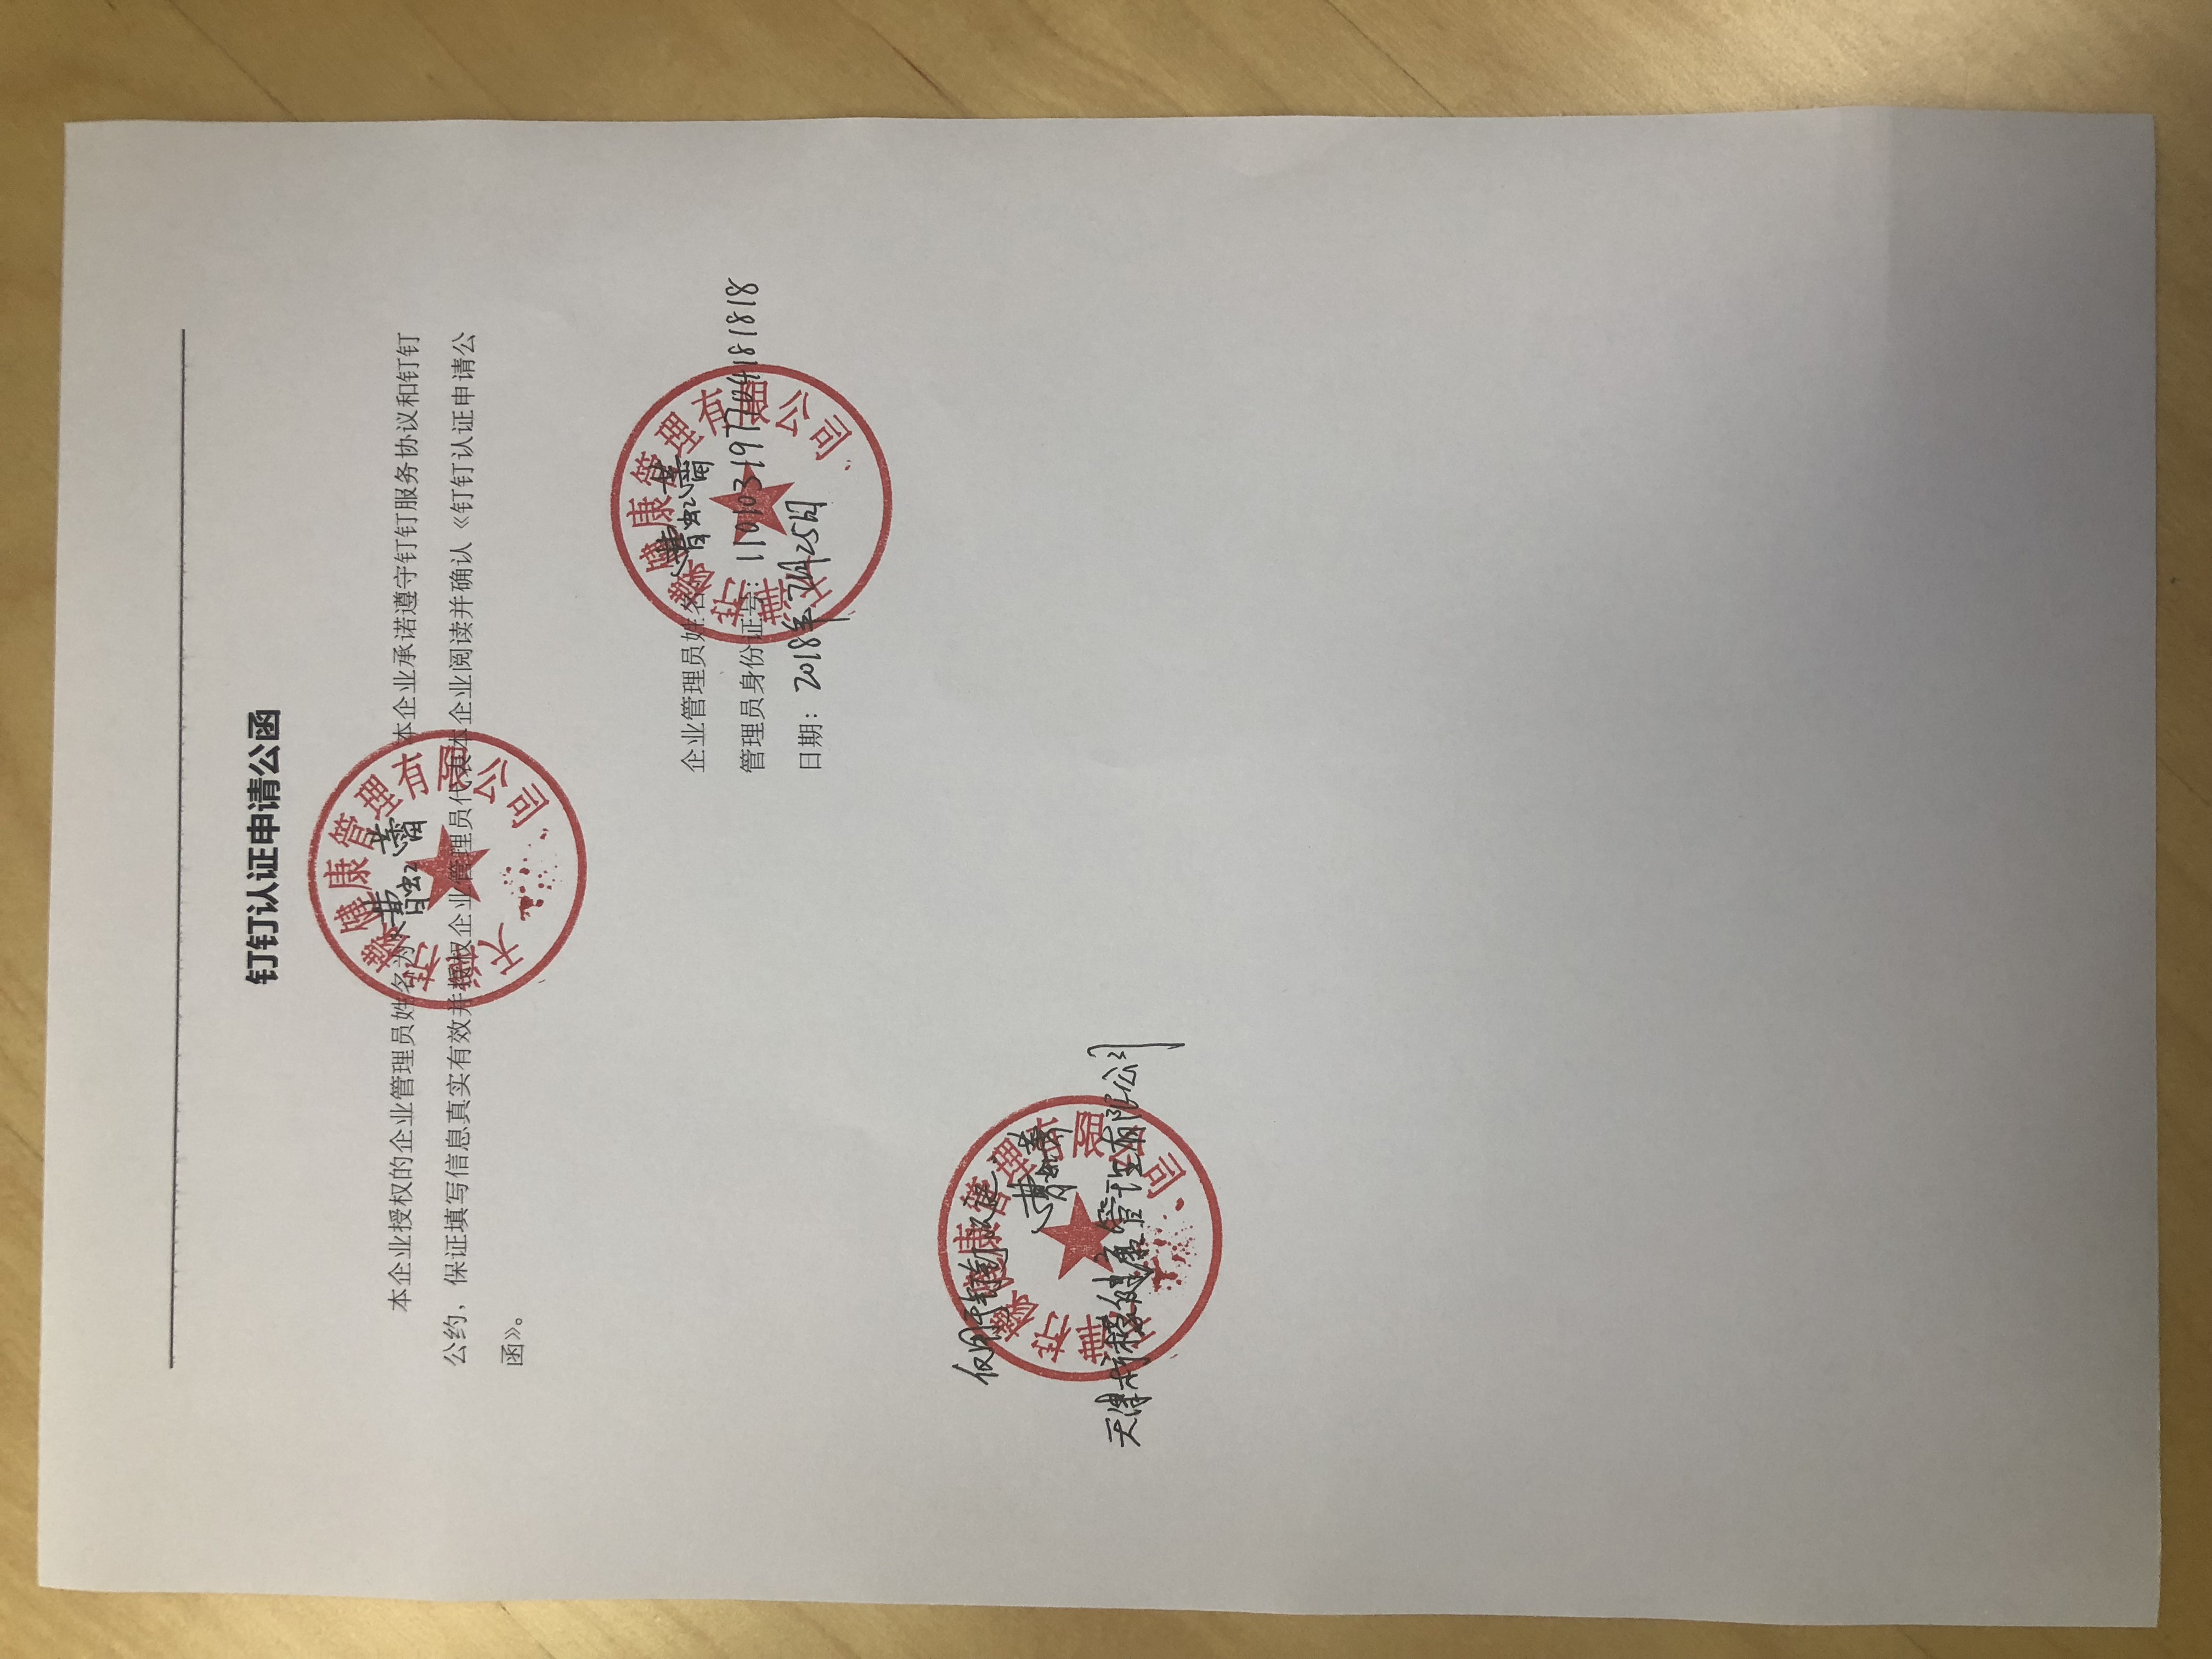 钉钉认证申请公函
本企业授权的企业管理员姓名为 曹虹蕾 本企业承诺遵守钉钉服务协议和钉钉
公约，保证填写信息真实有效并授权企业管理员代表本企业阅读并确认《钉钉认证申请公
函》。
天津柠檬健康管理有限公司
企业管理员姓名：曹虹蕾
管理员身份证号：
日期：2018年7月25日
天津柠檬健康管理有限公司
仅用于钉钉认证
曹虹蕾
天津柠檬健康管理有限公司
天津柠檬健康管理有限公司